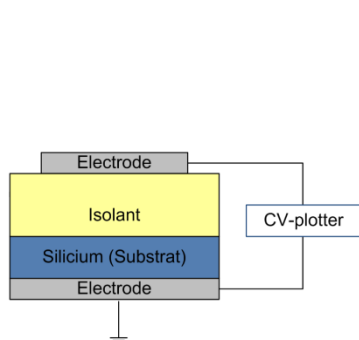 Electrode
Isolant
CV-plotter
Silicium (Substrat)
Electrode